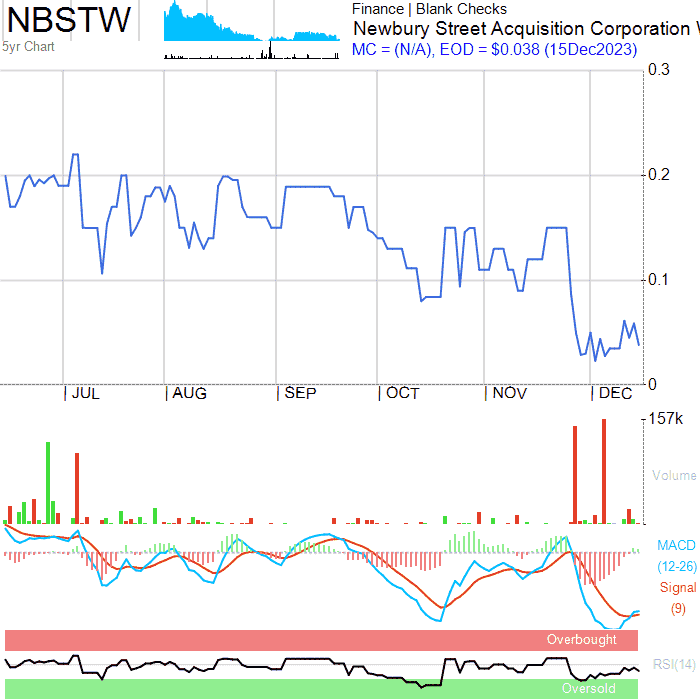 NBSTW
5yr Chart
Finance | Blank Checks
Newbury Street Acquisition Corporation W
MC = (N/A), EOD = $0.038 (15Dec2023)
0.3
0.2
0.1
0
JUL AUG SEP OCT NOV DEC
157k
Volume
MACD
(12-26)
Signal
(9)
Overbought
RSI(14)
Oversold